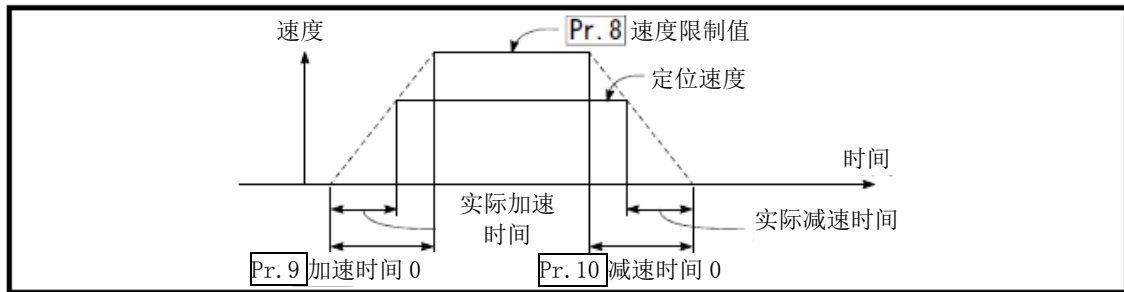 速度
Pr.8 速度限制值
定位速度
时间
实际加速
时间
实际减速时间
Pr.9 加速时间 0
Pr.10 减速时间 0